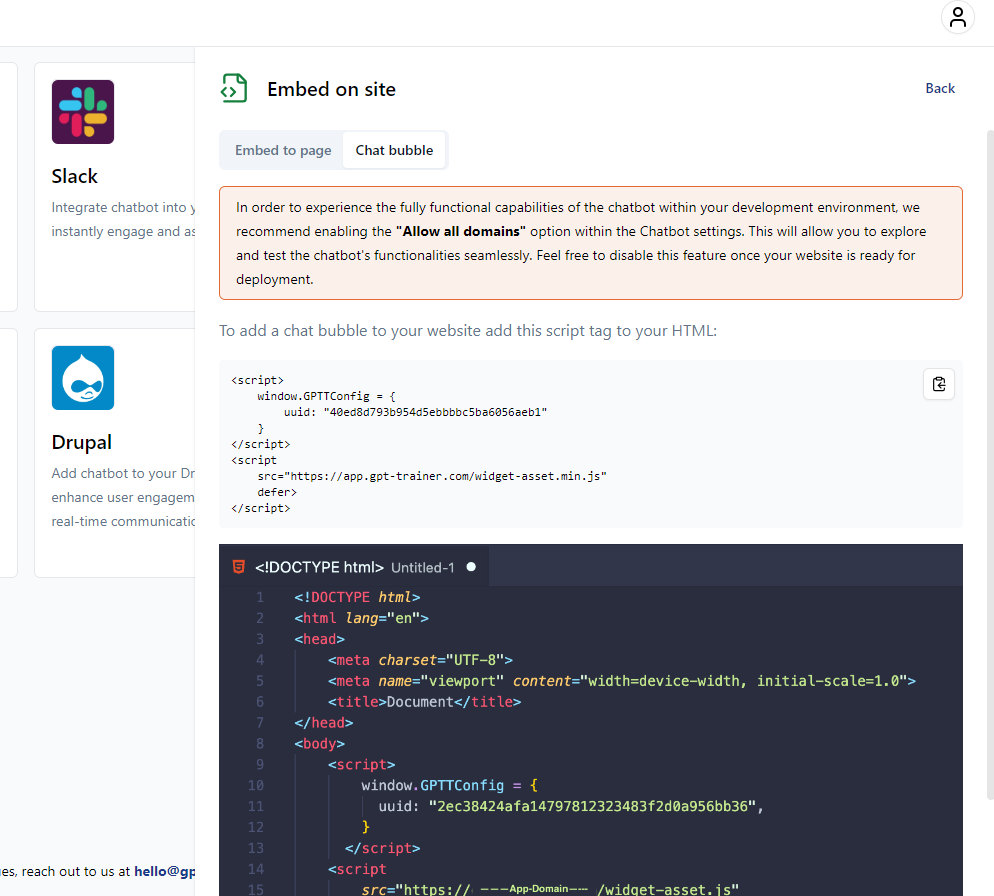 Embed on site
Back
Embed to page
Chat bubble
In order to experience the fully functional capabilities of the chatbot within your development environment, we
recommend enabling the "Allow all domains" option within the Chatbot settings. This will allow you to explore
and test the chatbot's functionalities seamlessly. Feel free to disable this feature once your website is ready for
deployment.
To add a chat bubble to your website add this script tag to your HTML:
<script>
window.GPTTConfig = {
uuid: "40ed8d793b954d5ebbbbc5ba6056aeb1"
}
</script>
<script
src="https://app.gpt-trainer.com/widget-asset.min.js"
defer>
</script>
<!DOCTYPE html> Untitled-1
1 <!DOCTYPE html>
2 <html lang="en">
3 <head>
4 <meta charset="UTF-8">
5 <meta name="viewport" content="width=device-width, initial-scale=1.0">
6 <title>Document</title>
7 </head>
8 <body>
9 <script>
10 window.GPTTConfig = {
11 uuid: "2ec38424afa14797812323483f2d0a956bb36",
12 }
13 </script>
14 <script
15 src="https:// ---App-Domain--- /widget-asset.js"
Slack
Integrate chatbot into y
instantly engage and as
Drupal
Add chatbot to your Dr
enhance user engagem
real-time communicatio
es, reach out to us at hello@gp